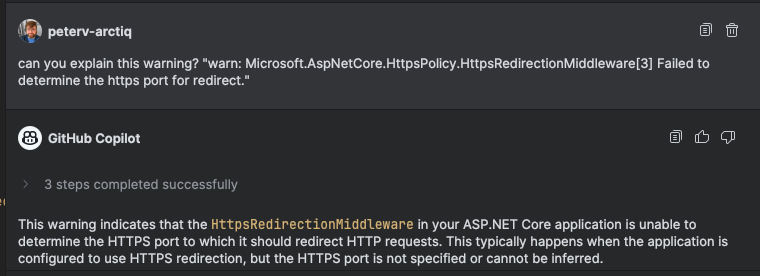 peterv-arctiq
can you explain this warning? "warn: Microsoft.AspNetCore.HttpsPolicy.HttpsRedirectionMiddleware[3] Failed to
determine the https port for redirect."
GitHub Copilot
3 steps completed successfully
This warning indicates that the HttpsRedirectionMiddleware in your ASP.NET Core application is unable to
determine the HTTPS port to which it should redirect HTTP requests. This typically happens when the application is
configured to use HTTPS redirection, but the HTTPS port is not specified or cannot be inferred.